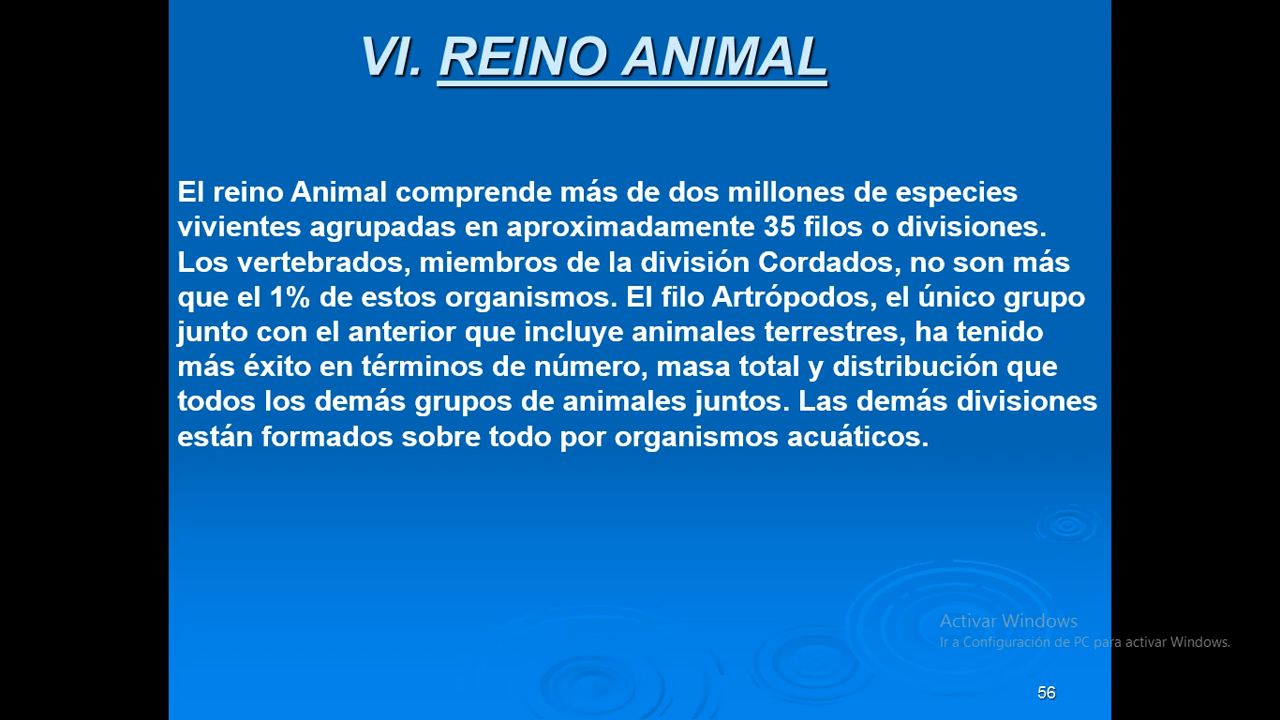 VI. REINO ANIMAL
El reino Animal comprende más de dos millones de especies
vivientes agrupadas en aproximadamente 35 filos o divisiones.
Los vertebrados, miembros de la división Cordados, no son más
que el 1% de estos organismos. El filo Artrópodos, el único grupo
junto con el anterior que incluye animales terrestres, ha tenido
más éxito en términos de número, masa total y distribución que
todos los demás grupos de animales juntos. Las demás divisiones
están formados sobre todo por organismos acuáticos.
Activar Windows
Ir a Configuración de PC para activar Windows.
56